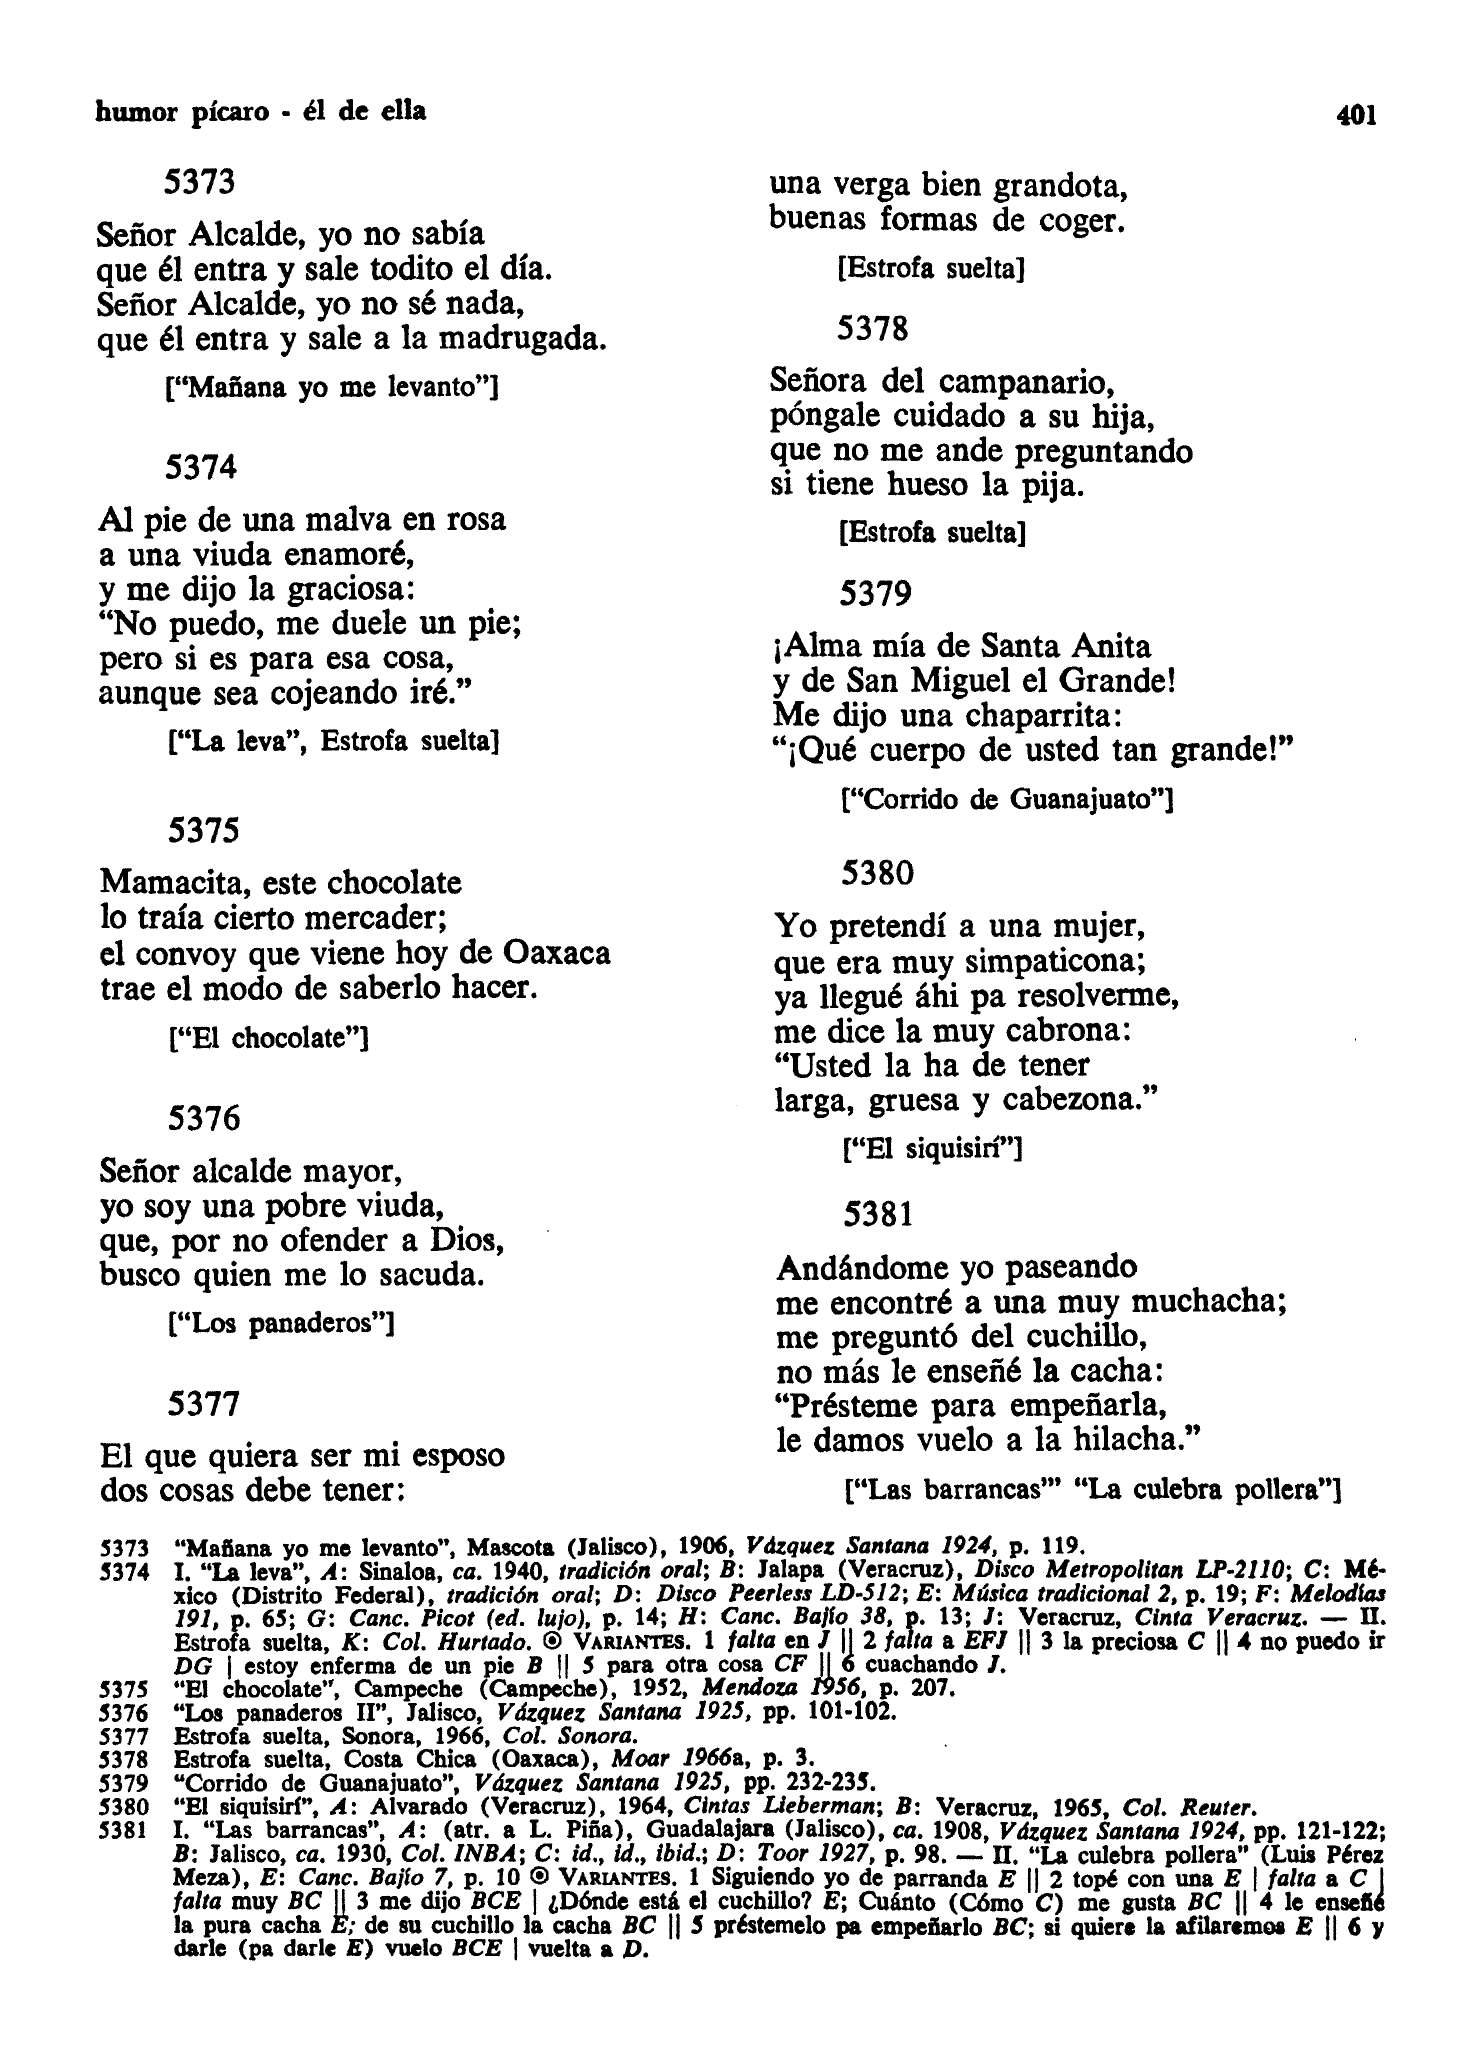 humor pícaro - él de ella
401
5373
Señor Alcalde, yo no sabía
que él entra y sale todito el día.
Señor Alcalde, yo no sé nada,
que él entra y sale a la madrugada.
[“Mañana yo me levanto”]
5374
Al pie de una malva en rosa
a una viuda enamoré,
y me dijo la graciosa:
“No puedo, me duele un pie;
pero si es para esa cosa,
aunque sea cojeando iré.”
[“La leva”, Estrofa suelta]
5375
Mamacita, este chocolate
lo traía cierto mercader;
el convoy que viene hoy de Oaxaca
trae el modo de saberlo hacer.
[“El chocolate”]
5376
Señor alcalde mayor,
yo soy una pobre viuda,
que, por no ofender a Dios,
busco quien me lo sacuda.
[“Los panaderos”]
5377
El que quiera ser mi esposo
dos cosas debe tener:
una verga bien grandota,
buenas formas de coger.
[Estrofa suelta]
5378
Señora del campanario,
póngale cuidado a su hija,
que no me ande preguntando
si tiene hueso la pija.
[Estrofa suelta]
5379
¡Alma mía de Santa Anita
y de San Miguel el Grande!
Me dijo una chaparrita:
“¡Qué cuerpo de usted tan grande!”
[“Corrido de Guanajuato”]
5380
Yo pretendí a una mujer,
que era muy simpaticona;
ya llegué áhi pa resolverme,
me dice la muy cabrona:
“Usted la ha de tener
larga, gruesa y cabezona.”
[“El siquisirí”]
5381
Andándome yo paseando
me encontré a una muy muchacha;
me preguntó del cuchillo,
no más le enseñé la cacha:
“Présteme para empeñarla,
le damos vuelo a la hilacha.”
[“Las barrancas’” “La culebra pollera”]
5373 “Mañana yo me levanto”, Mascota (Jalisco), 1906, Vázquez Santana 1924, p. 119.
5374 I. “La leva”, A: Sinaloa, ca. 1940, tradición oral; B: Jalapa (Veracruz), Disco Metropolitan LP-2110; C: Mé-
xico (Distrito Federal), tradición oral; D: Disco Peerless LD-512; E: Música tradicional 2, p. 19; F: Melodías
191, p. 65; G: Canc. Picot (ed. lujo), p. 14; H: Canc. Bajío 38, p. 13; J: Veracruz, Cinta Veracruz. — II.
Estrofa suelta, K: Col. Hurtado. ⊙ VARIANTES. 1 falta en J || 2 falta a EFJ || 3 la preciosa C || 4 no puedo ir
DG | estoy enferma de un pie B || 5 para otra cosa CF || 6 cuachando J.
5375 “El chocolate”, Campeche (Campeche), 1952, Mendoza 1956, p. 207.
5376 “Los panaderos II”, Jalisco, Vázquez Santana 1925, pp. 101-102.
5377 Estrofa suelta, Sonora, 1966, Col. Sonora.
5378 Estrofa suelta, Costa Chica (Oaxaca), Moar 1966a, p. 3.
5379 “Corrido de Guanajuato”, Vázquez Santana 1925, pp. 232-235.
5380 “El siquisirí”, A: Alvarado (Veracruz), 1964, Cintas Lieberman; B: Veracruz, 1965, Col. Reuter.
5381 I. “Las barrancas”, A: (atr. a L. Piña), Guadalajara (Jalisco), ca. 1908, Vázquez Santana 1924, pp. 121-122;
B: Jalisco, ca. 1930, Col. INBA; C: id., id., ibid.; D: Toor 1927, p. 98. — II. “La culebra pollera” (Luis Pérez
Meza), E: Canc. Bajío 7, p. 10 ⊙ VARIANTES. 1 Siguiendo yo de parranda E || 2 topé con una E | falta a C |
falta muy BC || 3 me dijo BCE | ¿Dónde está el cuchillo? E; Cuánto (Cómo C) me gusta BC || 4 le enseñé
la pura cacha E; de su cuchillo la cacha BC || 5 préstemelo pa empeñarlo BC; si quiere la afilaremos E || 6 y
darle (pa darle E) vuelo BCE | vuelta a D.